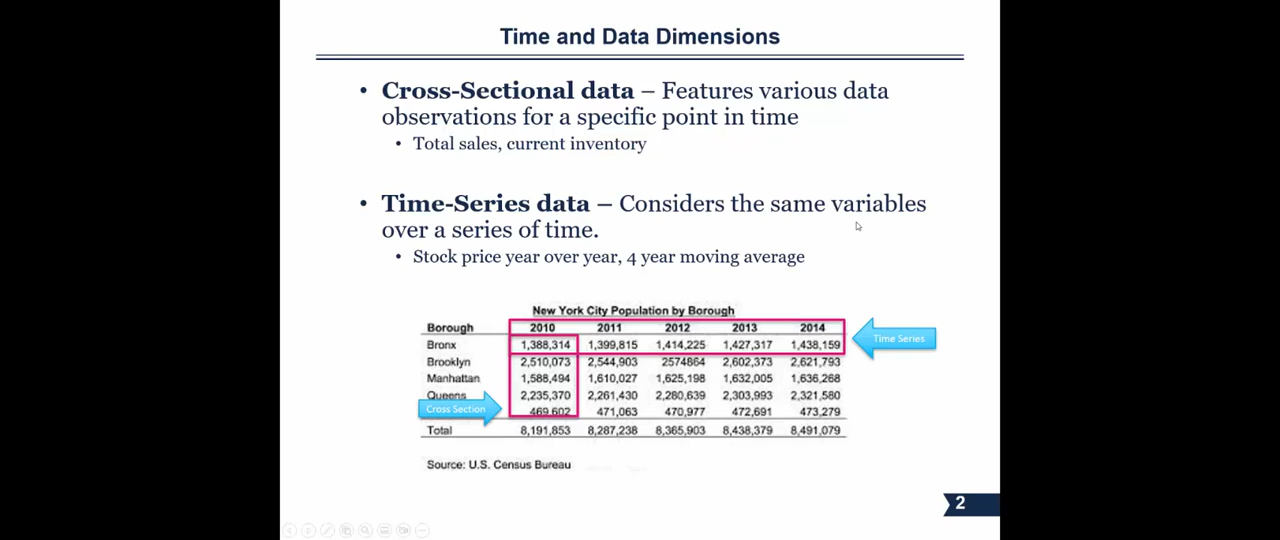 Time and Data Dimensions
• Cross-Sectional data – Features various data
observations for a specific point in time
• Total sales, current inventory
• Time-Series data – Considers the same variables
over a series of time.
• Stock price year over year, 4 year moving average
New York City Population by Borough
Borough 2010 2011 2012 2013 2014
Bronx 1,388,314 1,399,815 1,414,225 1,427,317 1,438,159
Time Series
Brooklyn 2,510,073 2,544,903 2574864 2,602,373 2,621,793
Manhattan 1,588,494 1,610,027 1,625,198 1,632,005 1,636,268
Queens 2,235,370 2,261,430 2,280,639 2,303,993 2,321,580
Cross Section
469,602 471,063 470,977 472,691 473,279
Total 8,191,853 8,287,238 8,365,903 8,438,379 8,491,079
Source: U.S. Census Bureau
2